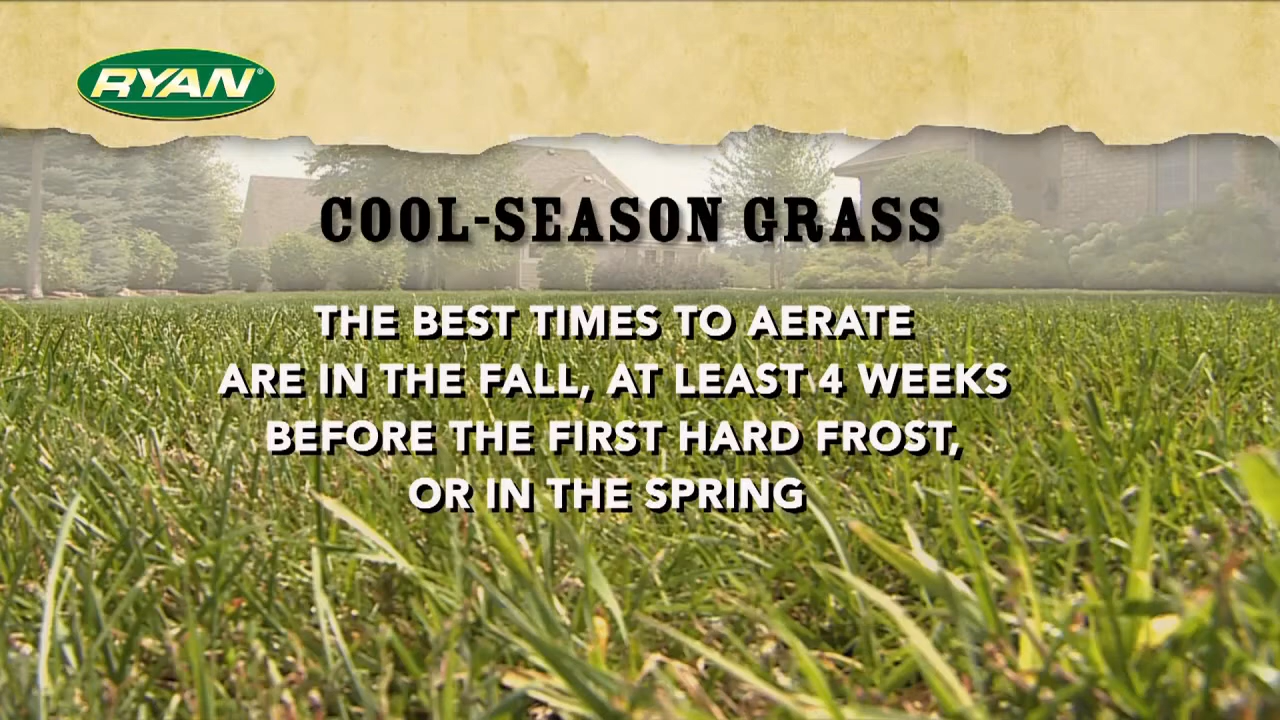 RYAN®
COOL-SEASON GRASS
THE BEST TIMES TO AERATE
ARE IN THE FALL, AT LEAST 4 WEEKS
BEFORE THE FIRST HARD FROST,
OR IN THE SPRING